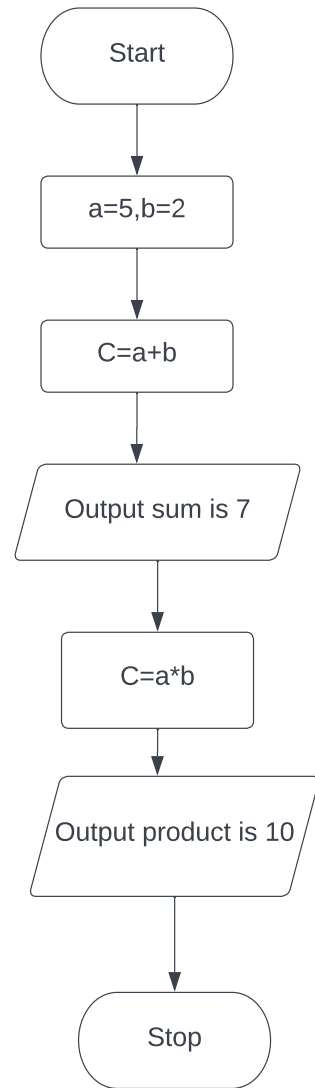 Start
a=5,b=2
C=a+b
Output sum is 7
C=a*b
Output product is 10
Stop